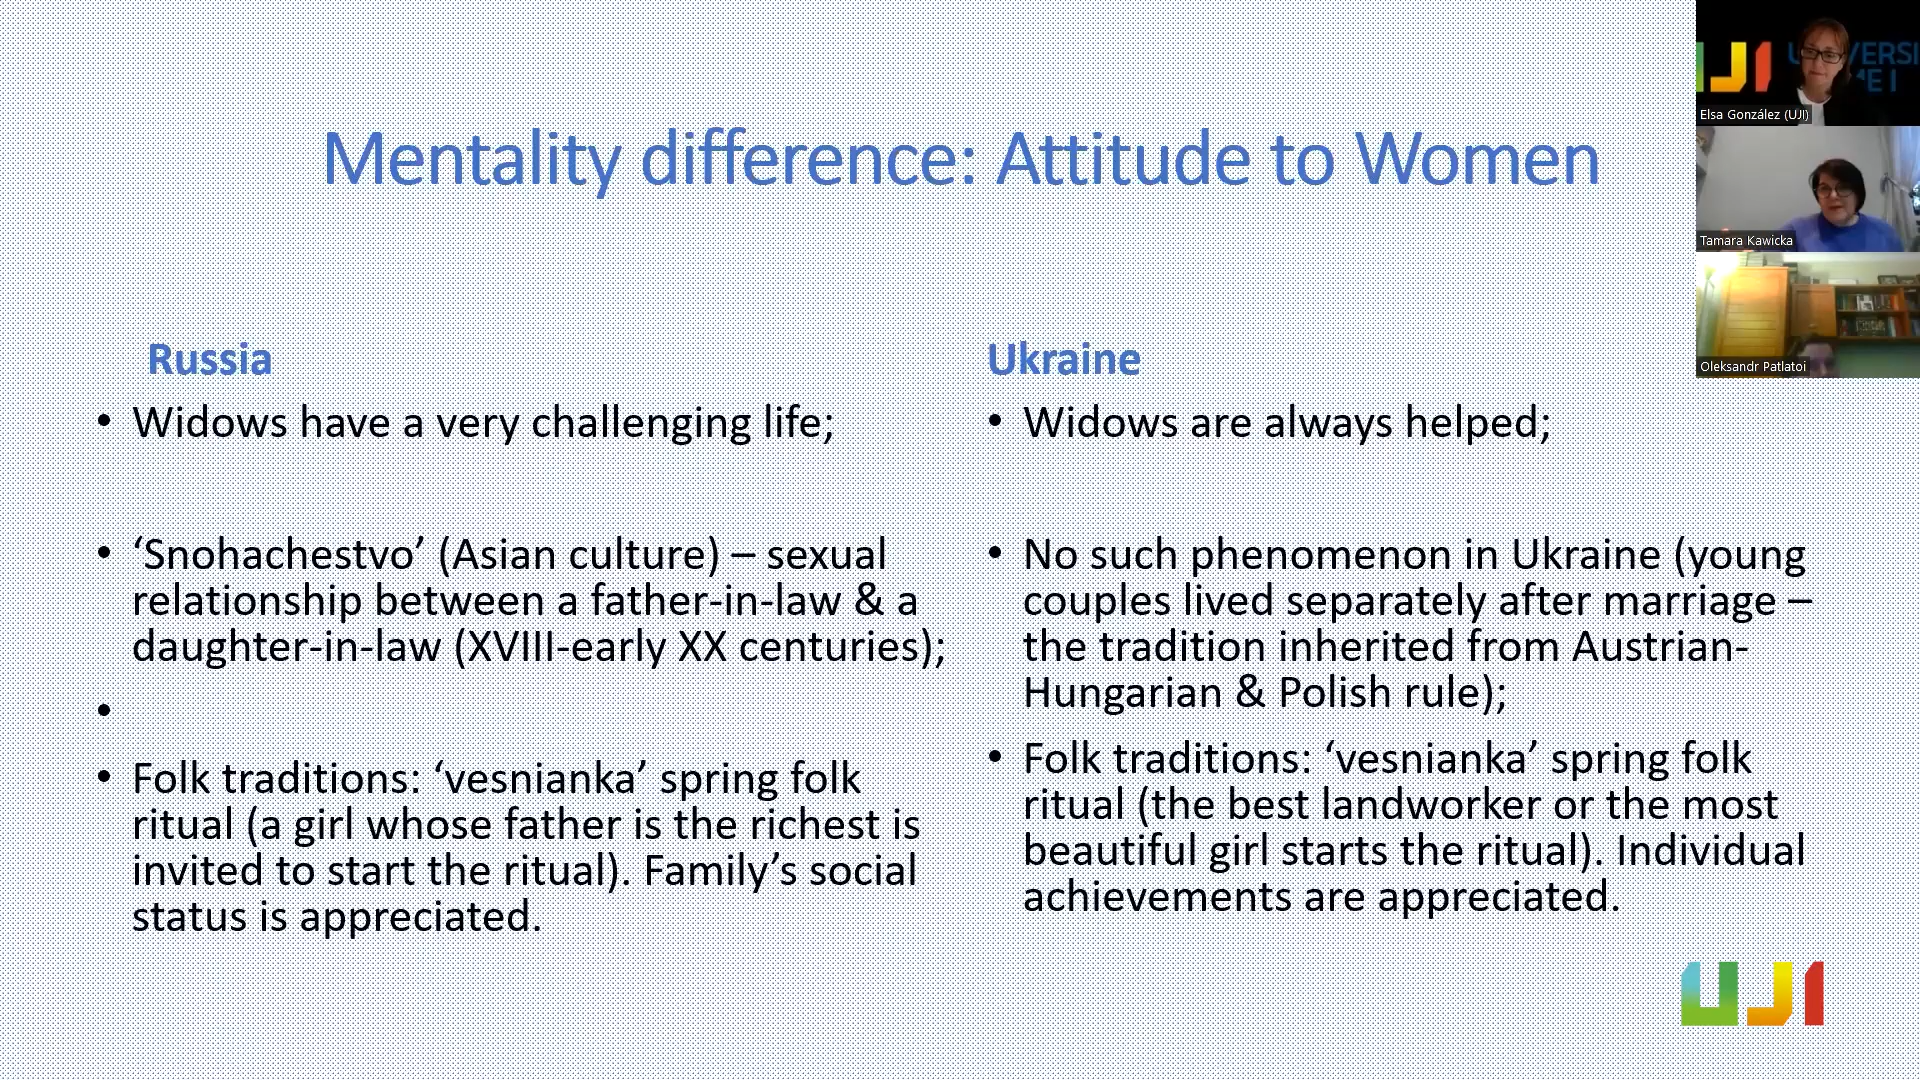 Mentality difference: Attitude to Women
Russia
• Widows have a very challenging life;
• ‘Snohachestvo’ (Asian culture) – sexual
relationship between a father-in-law & a
daughter-in-law (XVIII-early XX centuries);
•
• Folk traditions: ‘vesnianka’ spring folk
ritual (a girl whose father is the richest is
invited to start the ritual). Family’s social
status is appreciated.
Ukraine
• Widows are always helped;
• No such phenomenon in Ukraine (young
couples lived separately after marriage –
the tradition inherited from Austrian-
Hungarian & Polish rule);
• Folk traditions: ‘vesnianka’ spring folk
ritual (the best landworker or the most
beautiful girl starts the ritual). Individual
achievements are appreciated.
UJI
Elsa González (UJI)
Tamara Kawicka
Oleksandr Patlatoi
UJI